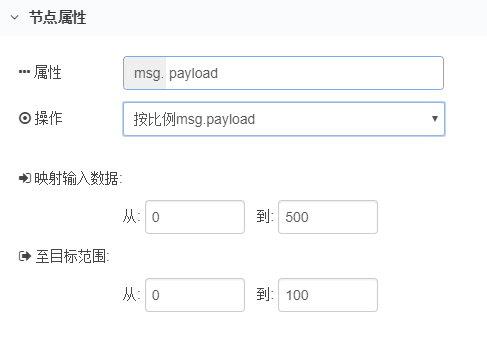 节点属性
属性 msg. payload
操作 按比例msg.payload
映射输入数据:
从: 0 到: 500
至目标范围:
从: 0 到: 100